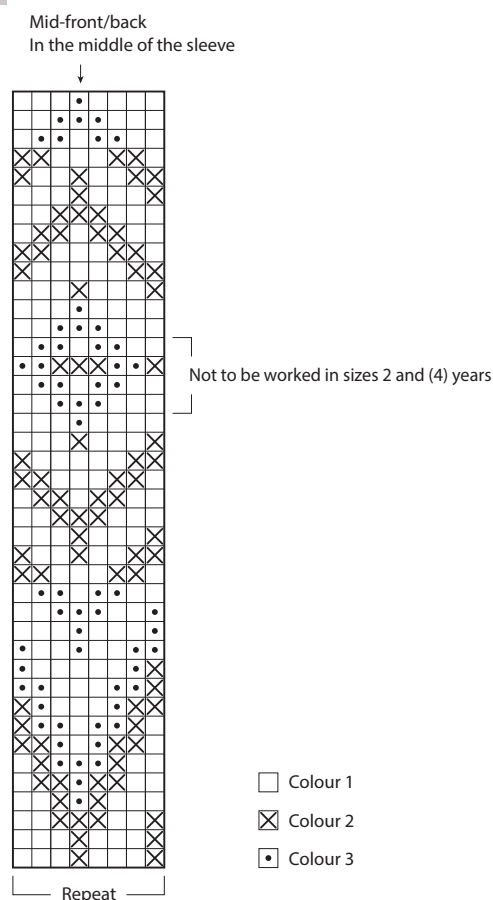 Mid-front/back
In the middle of the sleeve
Not to be worked in sizes 2 and (4) years
Colour 1
Colour 2
Colour 3
Repeat